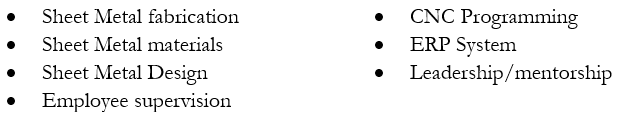 • Sheet Metal fabrication
• Sheet Metal materials
• Sheet Metal Design
• Employee supervision
• CNC Programming
• ERP System
• Leadership/mentorship